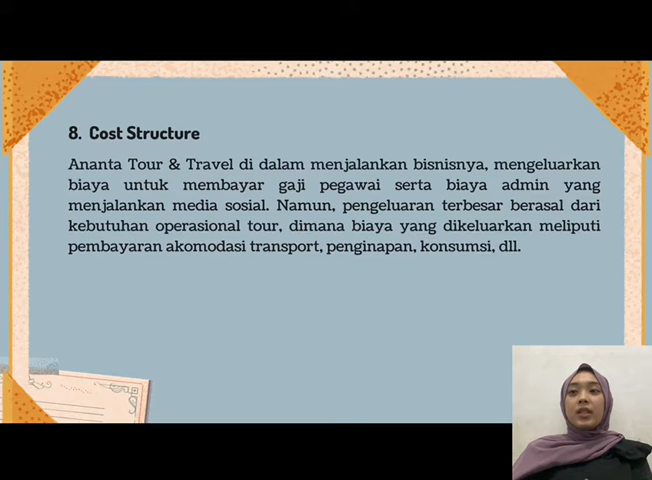 8. Cost Structure
Ananta Tour & Travel di dalam menjalankan bisnisnya, mengeluarkan
biaya untuk membayar gaji pegawai serta biaya admin yang
menjalankan media sosial. Namun, pengeluaran terbesar berasal dari
kebutuhan operasional tour, dimana biaya yang dikeluarkan meliputi
pembayaran akomodasi transport, penginapan, konsumsi, dll.